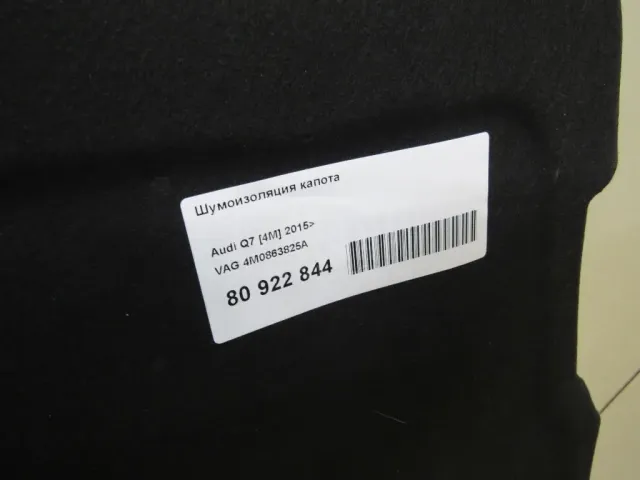 Шумоизоляция капота
Audi Q7 [4M] 2015>
VAG 4M0863825A
80 922 844